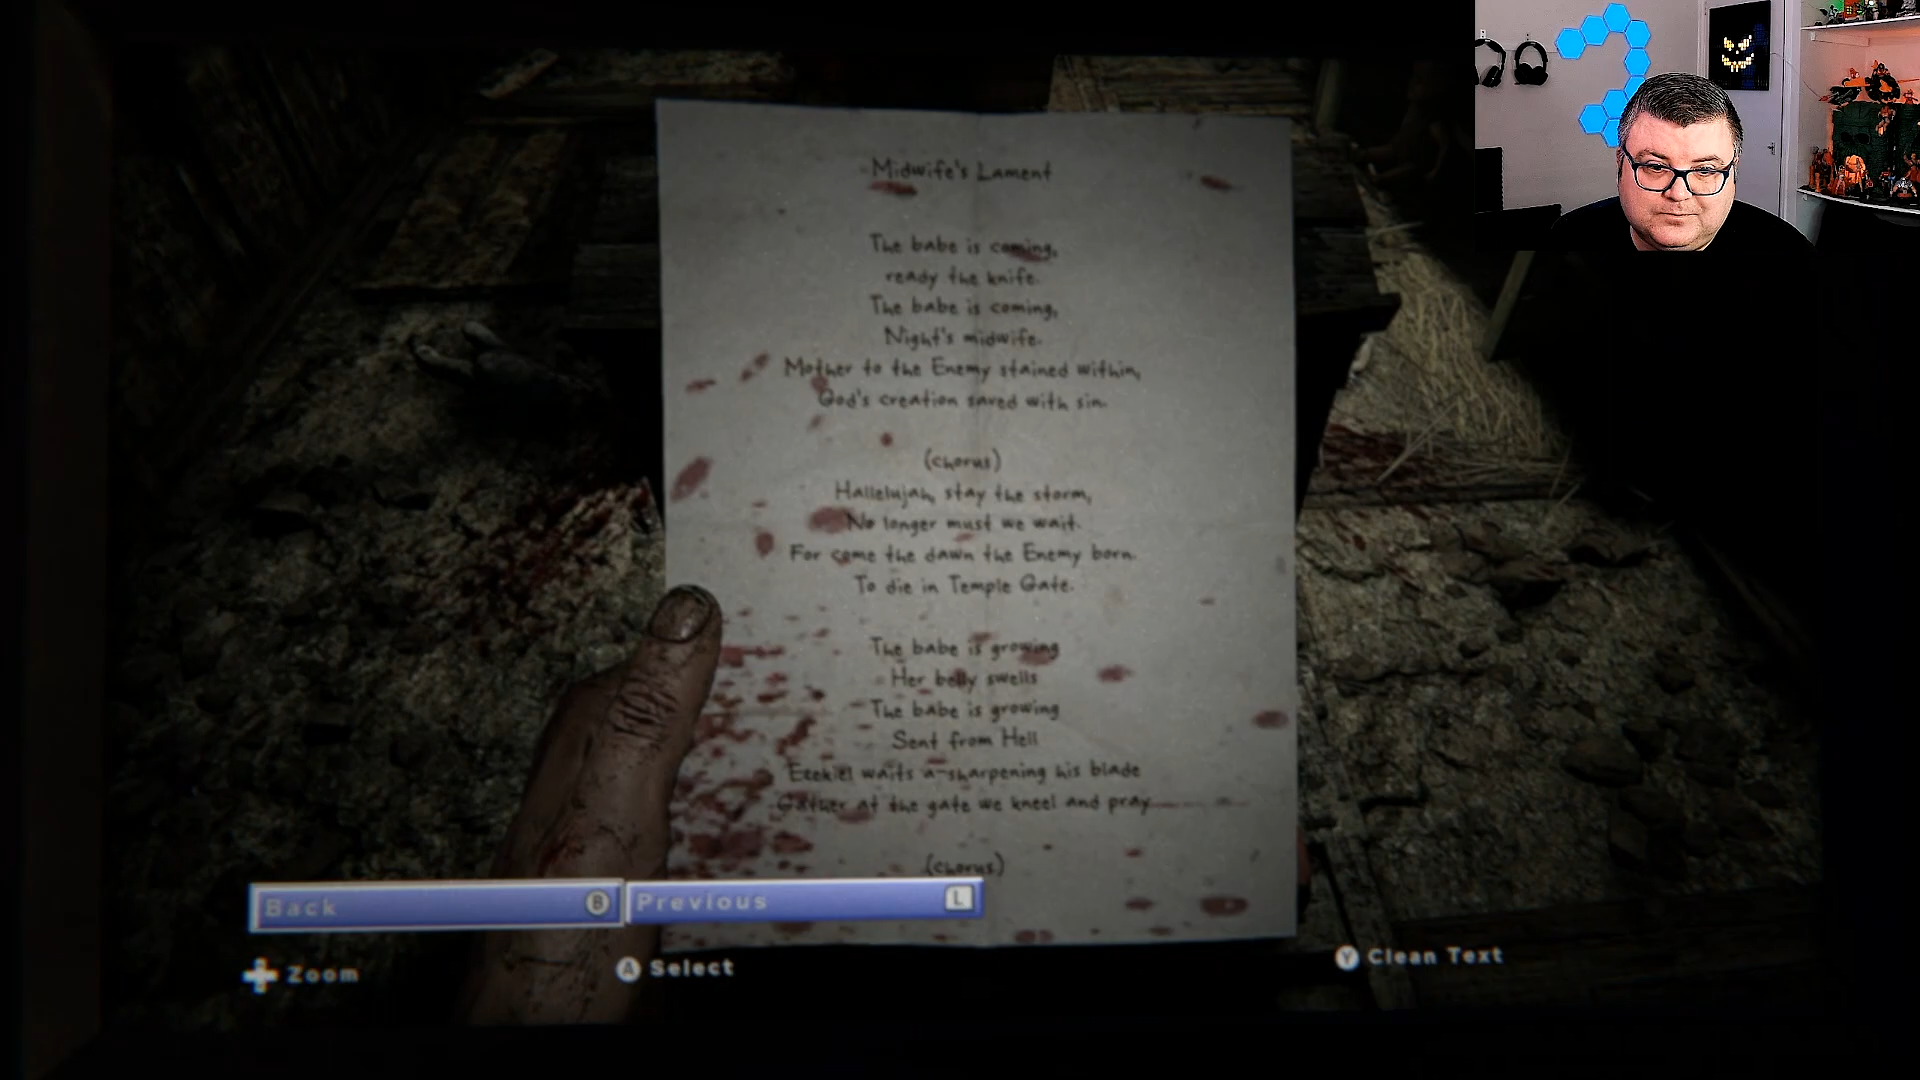 Midwife's Lament
The babe is coming,
ready the knife.
The babe is coming,
Night's midwife.
Mother to the Enemy stained within,
God's creation saved with sin.
(chorus)
Hallelujah, stay the storm,
No longer must we wait.
For come the dawn the Enemy born.
To die in Temple Gate.
The babe is growing
Her belly swells
The babe is growing
Sent from Hell
Ezekiel waits a-sharpening his blade
Gather at the gate we kneel and pray
(chorus)
Back B
Previous L
Zoom
A Select
Y Clean Text